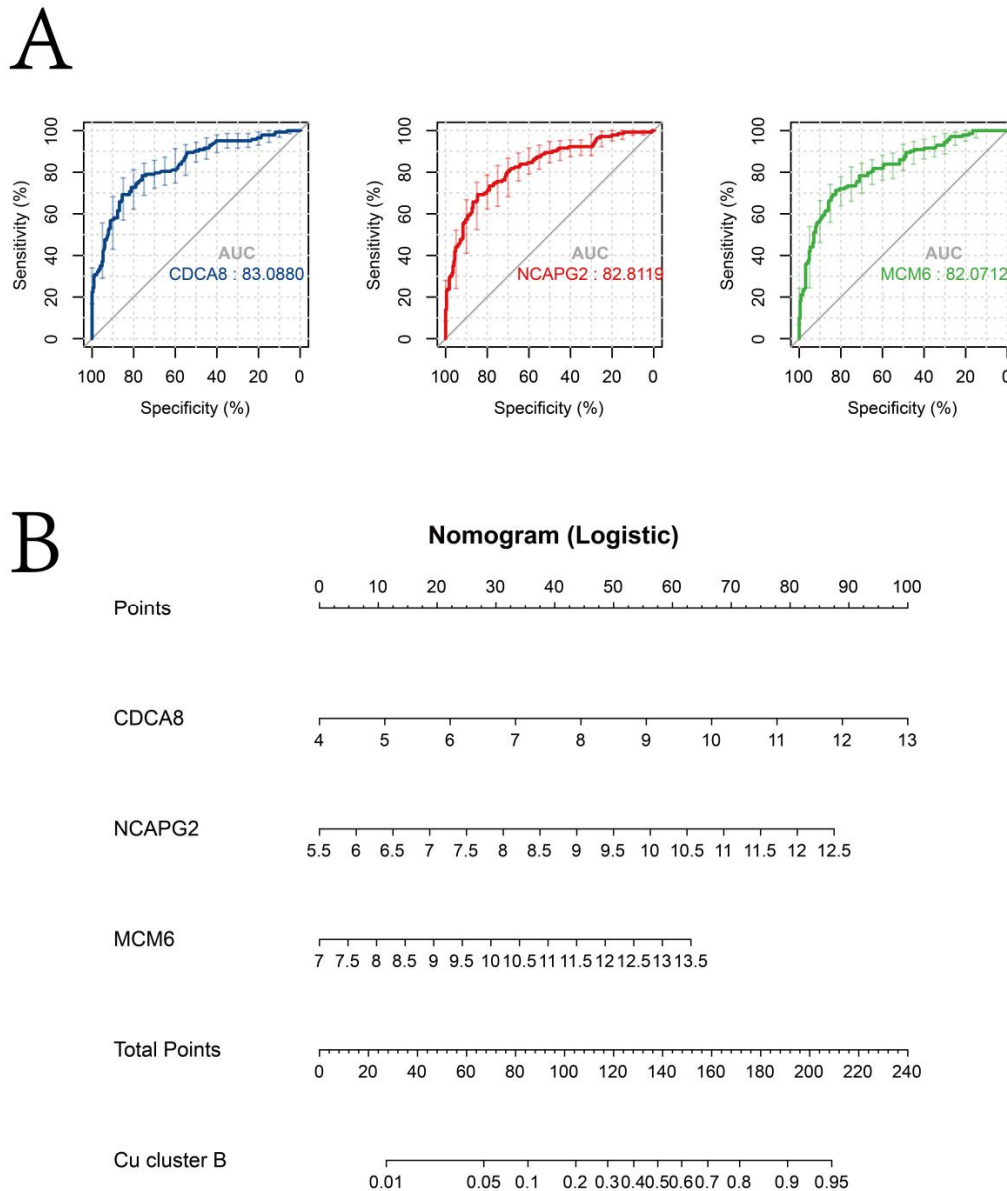 A
100
80
60
40
20
0
Sensitivity (%)
AUC
CDCA8 : 83.0880
100 80 60 40 20 0
Specificity (%)
100
80
60
40
20
0
Sensitivity (%)
AUC
NCAPG2 : 82.8119
100 80 60 40 20 0
Specificity (%)
100
80
60
40
20
0
Sensitivity (%)
AUC
MCM6 : 82.0712
100 80 60 40 20 0
Specificity (%)
B
Nomogram (Logistic)
0 10 20 30 40 50 60 70 80 90 100
Points
CDCA8
4 5 6 7 8 9 10 11 12 13
NCAPG2
5.5 6 6.5 7 7.5 8 8.5 9 9.5 10 10.5 11 11.5 12 12.5
MCM6
7 7.5 8 8.5 9 9.5 10 10.5 11 11.5 12 12.5 13 13.5
Total Points
0 20 40 60 80 100 120 140 160 180 200 220 240
Cu cluster B
0.01 0.05 0.1 0.2 0.3 0.4 0.5 0.6 0.7 0.8 0.9 0.95